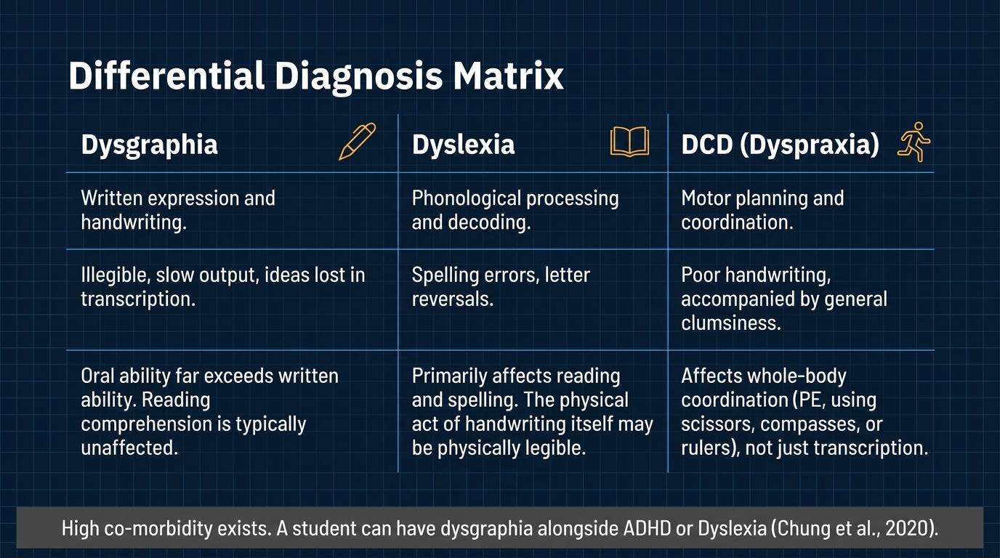 Differential Diagnosis Matrix
Dysgraphia
Dyslexia
DCD (Dyspraxia)
Written expression and
handwriting.
Phonological processing
and decoding.
Motor planning and
coordination.
Illegible, slow output, ideas lost in
transcription.
Spelling errors, letter
reversals.
Poor handwriting,
accompanied by general
clumsiness.
Oral ability far exceeds written
ability. Reading
comprehension is typically
unaffected.
Primarily affects reading
and spelling. The physical
act of handwriting itself may
be physically legible.
Affects whole-body
coordination (PE, using
scissors, compasses, or
rulers), not just transcription.
High co-morbidity exists. A student can have dysgraphia alongside ADHD or Dyslexia (Chung et al., 2020).